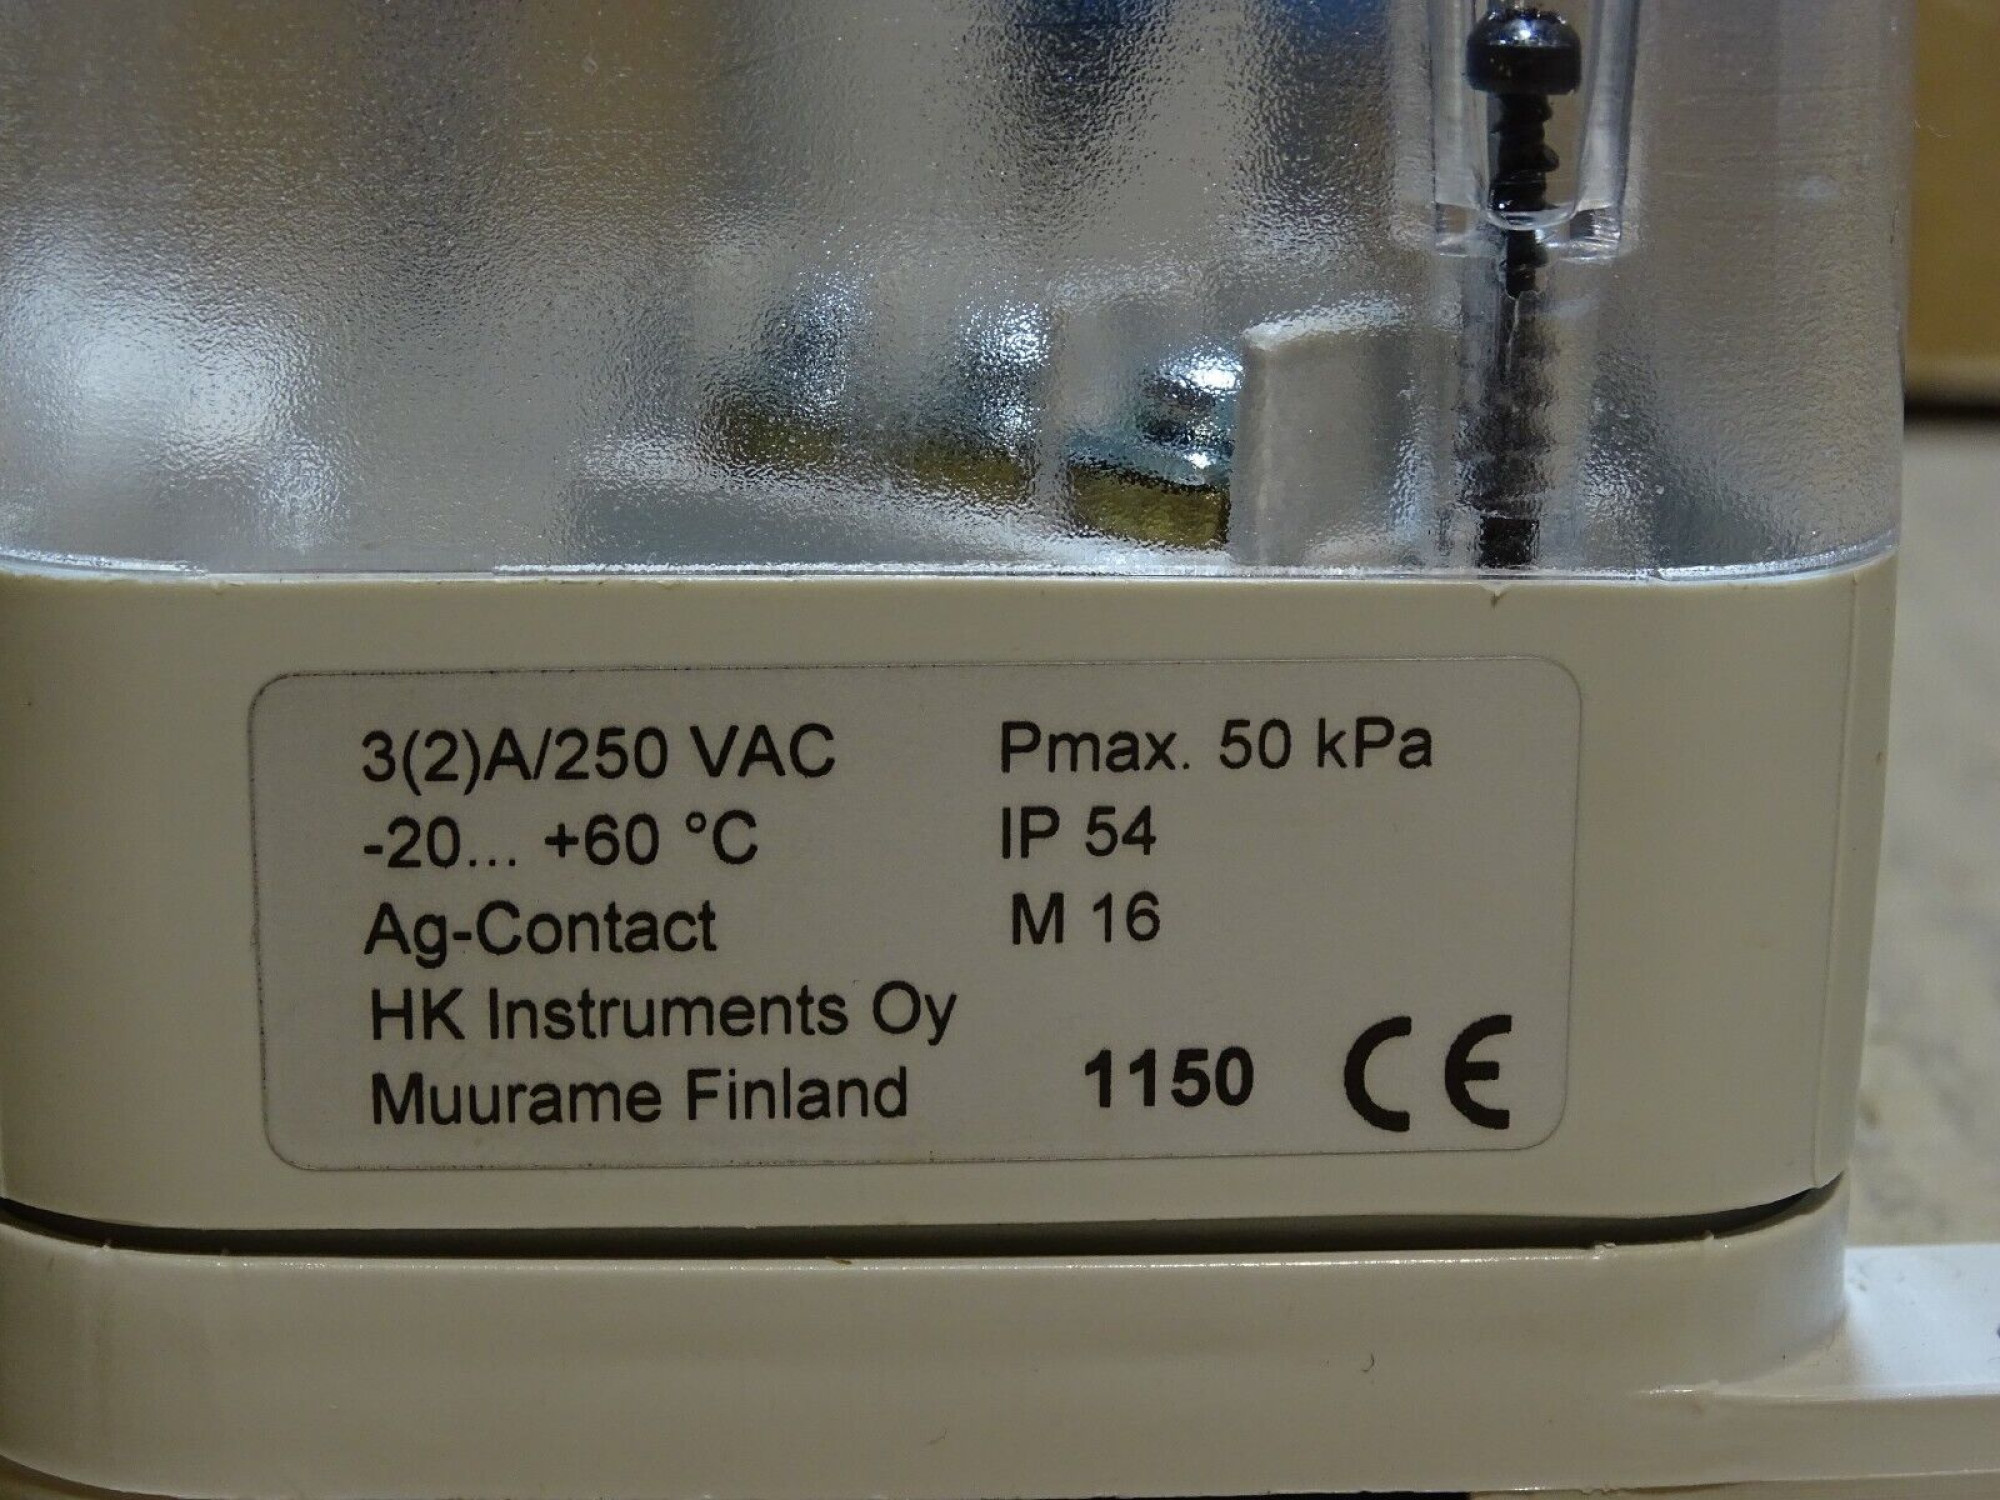 3(2)A/250 VAC Pmax. 50 kPa
-20... +60 °C IP 54
Ag-Contact M 16
HK Instruments Oy
Muurame Finland 1150 CE